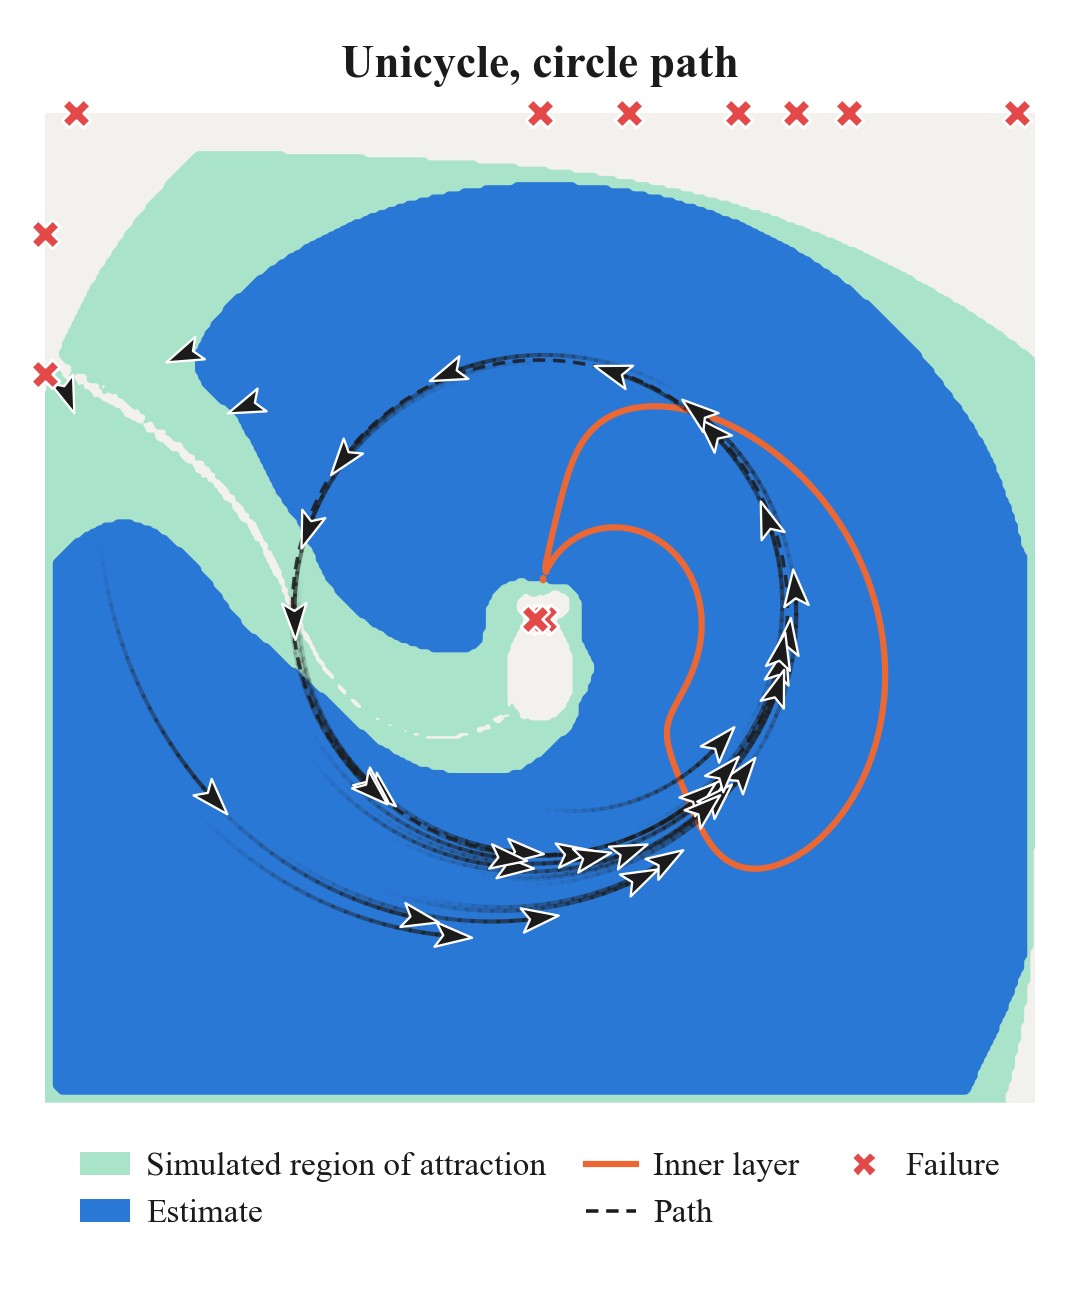 Unicycle, circle path
Simulated region of attraction
Inner layer
Failure
Estimate
Path